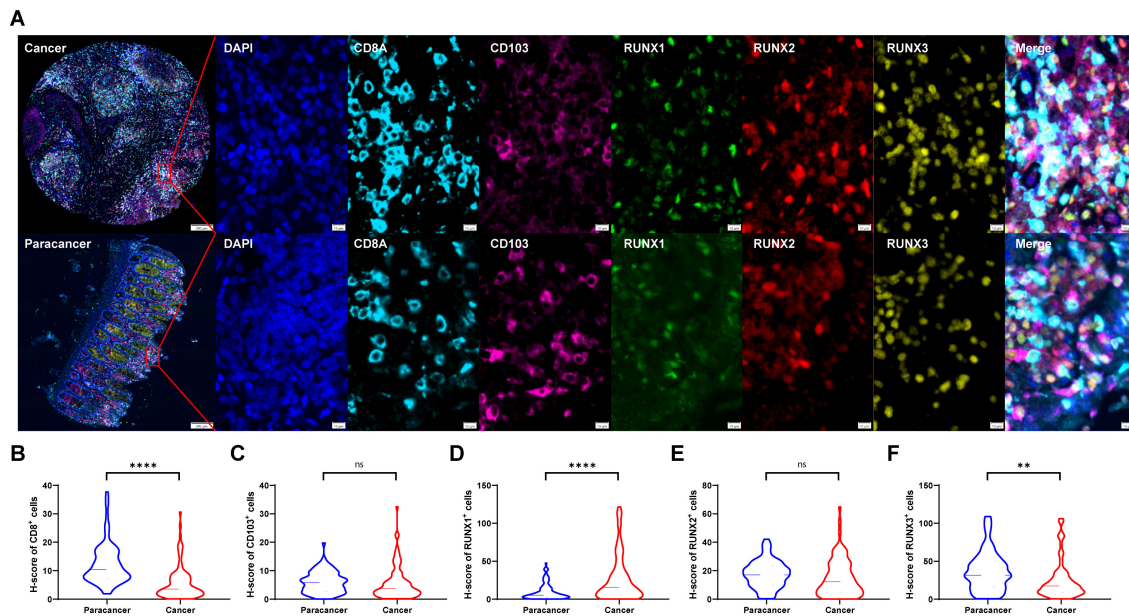 A
Cancer DAPI CD8A CD103 RUNX1 RUNX2 RUNX3 Merge
Paracancer DAPI CD8A CD103 RUNX1 RUNX2 RUNX3 Merge
B
****
H-score of CD8⁺ cells
40
30
20
10
0
Paracancer Cancer
C
ns
H-score of CD103⁺ cells
40
30
20
10
0
Paracancer Cancer
D
****
H-score of RUNX1⁺ cells
150
100
50
0
Paracancer Cancer
E
ns
H-score of RUNX2⁺ cells
80
60
40
20
0
Paracancer Cancer
F
**
H-score of RUNX3⁺ cells
150
100
50
0
Paracancer Cancer